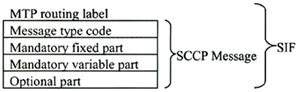 MTP routing label
Message type code
Mandatory fixed part
Mandatory variable part
Optional part
SCCP Message
SIF